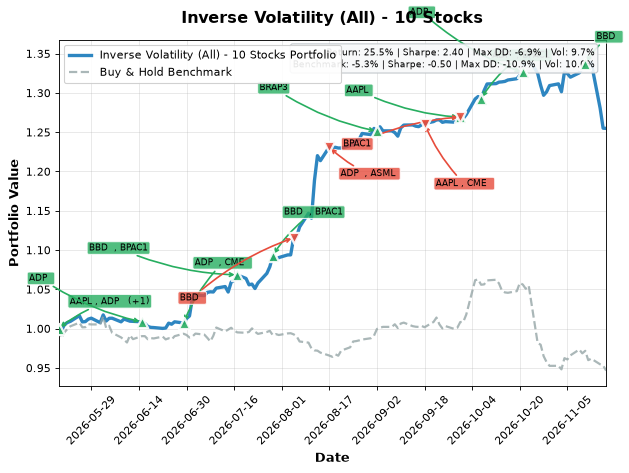 Inverse Volatility (All) - 10 Stocks
ADP
BBD
Inverse Volatility (All) - 10 Stocks Portfolio
Buy & Hold Benchmark
urn: 25.5% | Sharpe: 2.40 | Max DD: -6.9% | Vol: 9.7%
Benchmark: -5.3% | Sharpe: -0.50 | Max DD: -10.9% | Vol: 10.
BRAP3
AAPL
BPAC1
ADP , ASML
AAPL , CME
BBD , BPAC1
BBD , BPAC1
ADP , CME
ADP
AAPL , ADP (+1)
BBD
1.35
1.30
1.25
1.20
1.15
1.10
1.05
1.00
0.95
Portfolio Value
2026-05-29
2026-06-14
2026-06-30
2026-07-16
2026-08-01
2026-08-17
2026-09-02
2026-09-18
2026-10-04
2026-10-20
2026-11-05
Date